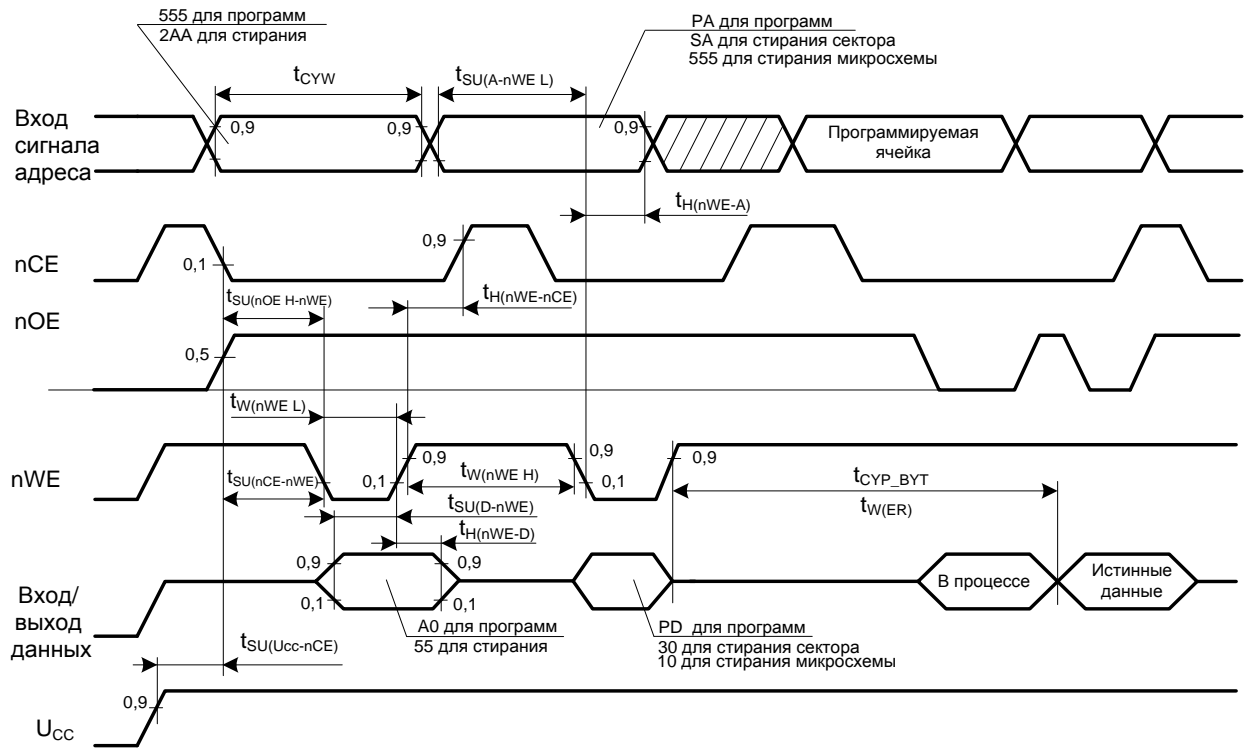 555 для программ
2AA для стирания
PA для программ
SA для стирания сектора
555 для стирания микросхемы
tCYW
tSU(A-nWE L)
Вход
сигнала
адреса
0,9
0,9
0,9
Программируемая
ячейка
tH(nWE-A)
nCE
0,1
0,9
tSU(nOE H-nWE)
tH(nWE-nCE)
nOE
0,5
tW(nWE L)
nWE
0,9
0,9
0,9
tSU(nCE-nWE)
0,1
tW(nWE H)
0,1
tCYP_BYT
tW(ER)
tSU(D-nWE)
tH(nWE-D)
0,9
0,9
0,1
0,1
В процессе
Истинные
данные
Вход/
выход
данных
A0 для программ
55 для стирания
PD для программ
30 для стирания сектора
10 для стирания микросхемы
tSU(Ucc-nCE)
0,9
UCC